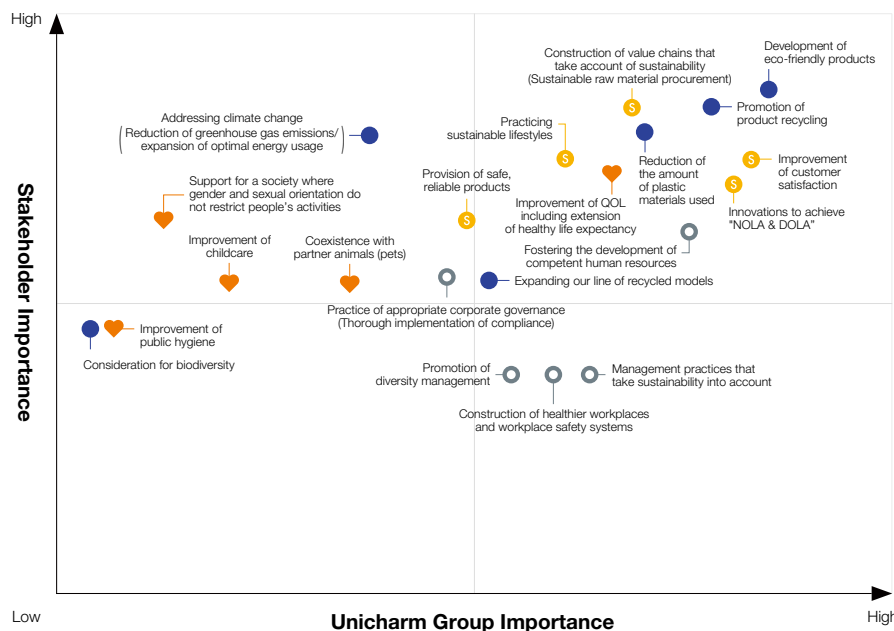 High
Construction of value chains that
take account of sustainability
(Sustainable raw material procurement)
S
Development of
eco-friendly products
Promotion of
product recycling
Addressing climate change
(Reduction of greenhouse gas emissions/
expansion of optimal energy usage)
Practicing
sustainable lifestyles
S
Reduction of
the amount
of plastic
materials used
S
Improvement
of customer
satisfaction
Support for a society where
gender and sexual orientation do
not restrict people's activities
Provision of safe,
reliable products
S
Improvement of QOL
including extension
of healthy life expectancy
S
Innovations to achieve
"NOLA & DOLA"
Improvement of
childcare
Coexistence with
partner animals (pets)
Fostering the development of
competent human resources
Expanding our line of recycled models
Practice of appropriate corporate governance
(Thorough implementation of compliance)
Improvement of
public hygiene
Consideration for biodiversity
Promotion of
diversity management
Management practices that
take sustainability into account
Construction of healthier workplaces
and workplace safety systems
Stakeholder Importance
Low
Unicharm Group Importance
High